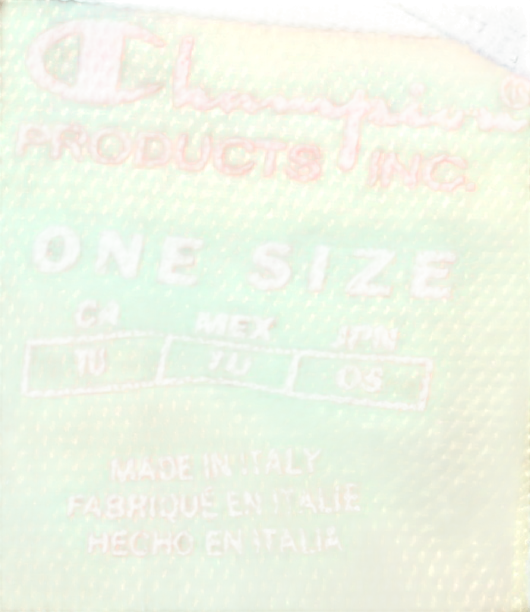 Champion®
PRODUCTS INC.
ONE SIZE
CA MEX JPN
TU TU OS
MADE IN ITALY
FABRIQUÉ EN ITALIE
HECHO EN ITALIA